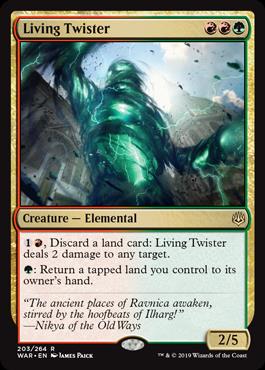 Living Twister
Creature — Elemental
1R, Discard a land card: Living Twister
deals 2 damage to any target.
G: Return a tapped land you control to its
owner's hand.
“The ancient places of Ravnica awaken,
stirred by the hoofbeats of Ilharg!”
—Nikya of the Old Ways
2/5
203/264 R
WAR • EN JAMES PAICK
™ & © 2019 Wizards of the Coast